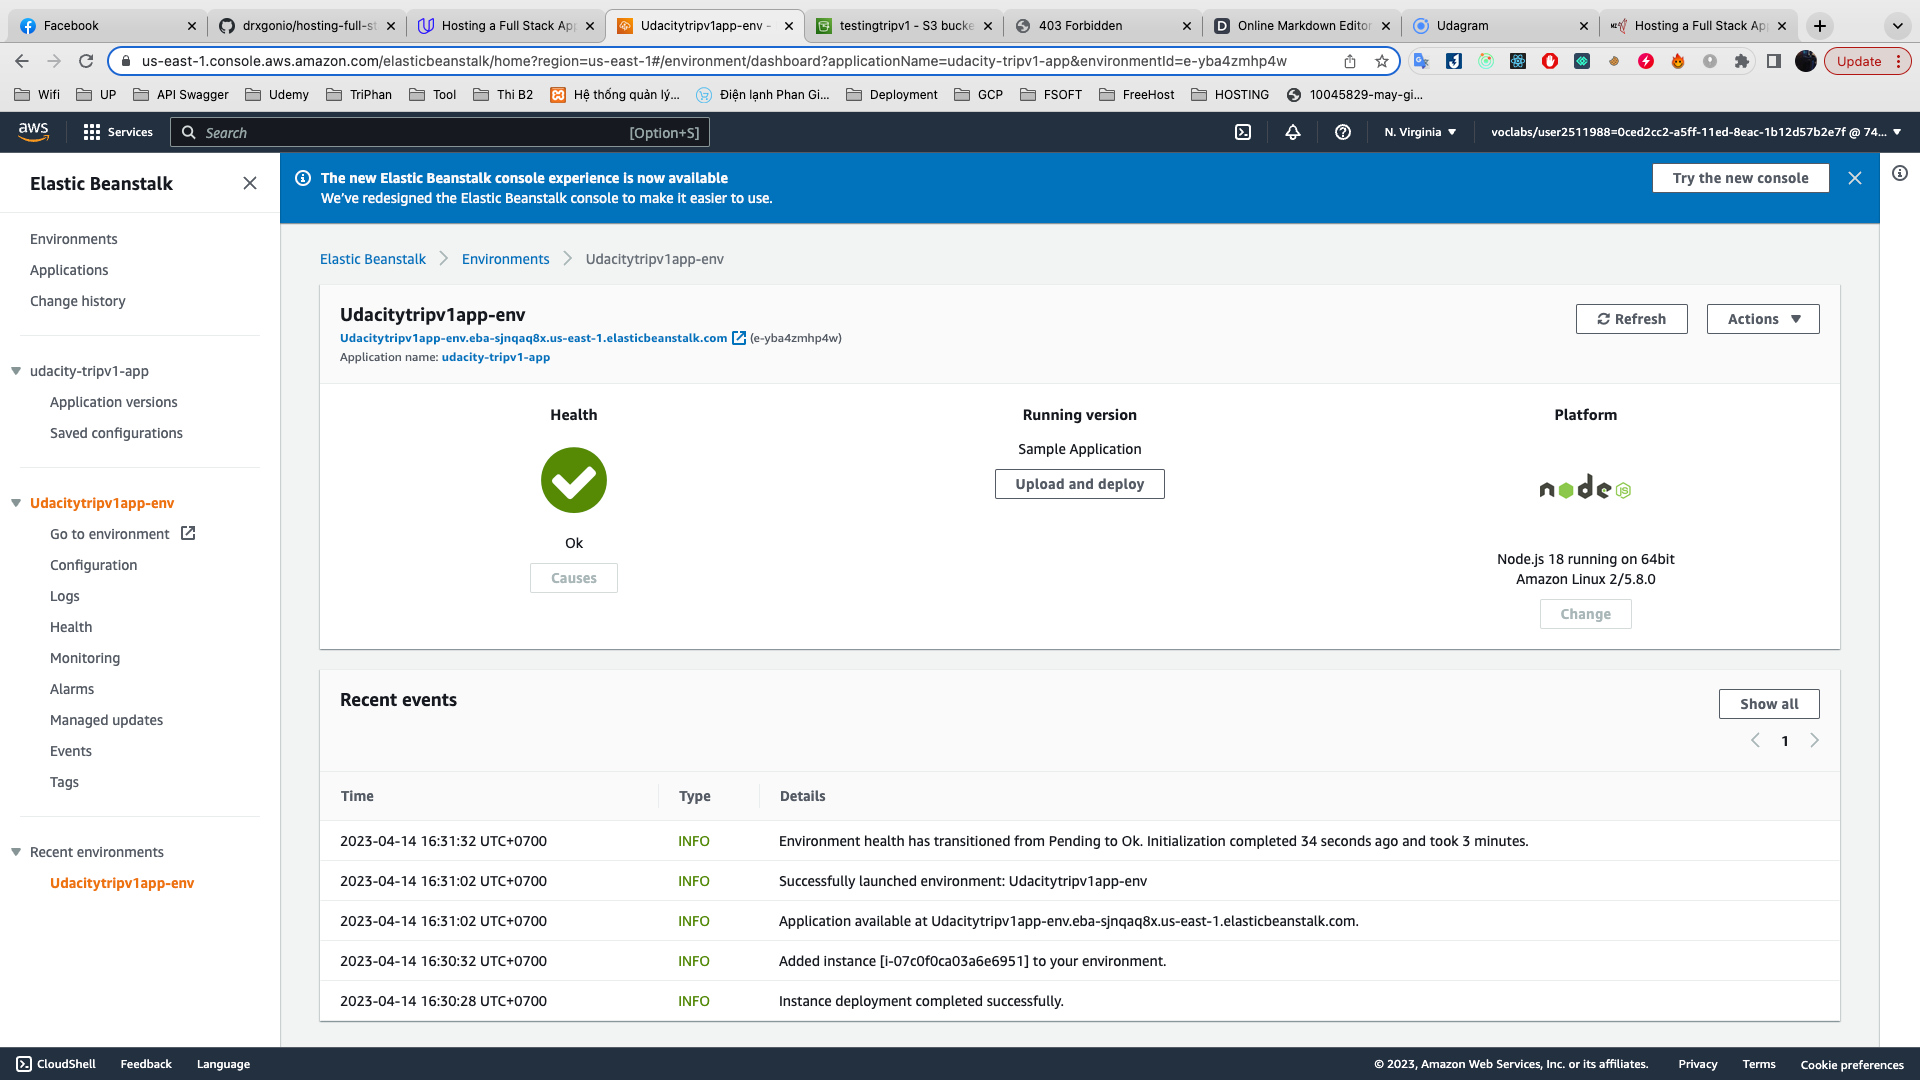 Facebook
drxgonio/hosting-full-st
Hosting a Full Stack App
Udacitytripv1app-env -
testingtripv1 - S3 bucke
403 Forbidden
Online Markdown Editor
Udagram
Hosting a Full Stack App
us-east-1.console.aws.amazon.com/elasticbeanstalk/home?region=us-east-1#/environment/dashboard?applicationName=udacity-tripv1-app&environmentId=e-yba4zmhp4w
Update
Wifi
UP
API Swagger
Udemy
TriPhan
Tool
Thi B2
Hệ thống quản lý...
Điện lạnh Phan Gi...
Deployment
GCP
FSOFT
FreeHost
HOSTING
10045829-may-gi...
aws
Services
Search
[Option+S]
N. Virginia
voclabs/user2511988=0ced2cc2-a5ff-11ed-8eac-1b12d57b2e7f @ 74...
Elastic Beanstalk
Environments
Applications
Change history
udacity-tripv1-app
Application versions
Saved configurations
Udacitytripv1app-env
Go to environment
Configuration
Logs
Health
Monitoring
Alarms
Managed updates
Events
Tags
Recent environments
Udacitytripv1app-env
The new Elastic Beanstalk console experience is now available
We've redesigned the Elastic Beanstalk console to make it easier to use.
Try the new console
Elastic Beanstalk
Environments
Udacitytripv1app-env
Udacitytripv1app-env
Udacitytripv1app-env.eba-sjnqaq8x.us-east-1.elasticbeanstalk.com (e-yba4zmhp4w)
Application name: udacity-tripv1-app
Refresh
Actions
Health
Ok
Causes
Running version
Sample Application
Upload and deploy
Platform
node JS
Node.js 18 running on 64bit
Amazon Linux 2/5.8.0
Change
Recent events
Show all
1
Time Type Details
2023-04-14 16:31:32 UTC+0700 INFO Environment health has transitioned from Pending to Ok. Initialization completed 34 seconds ago and took 3 minutes.
2023-04-14 16:31:02 UTC+0700 INFO Successfully launched environment: Udacitytripv1app-env
2023-04-14 16:31:02 UTC+0700 INFO Application available at Udacitytripv1app-env.eba-sjnqaq8x.us-east-1.elasticbeanstalk.com.
2023-04-14 16:30:32 UTC+0700 INFO Added instance [i-07c0f0ca03a6e6951] to your environment.
2023-04-14 16:30:28 UTC+0700 INFO Instance deployment completed successfully.
CloudShell
Feedback
Language
© 2023, Amazon Web Services, Inc. or its affiliates.
Privacy
Terms
Cookie preferences